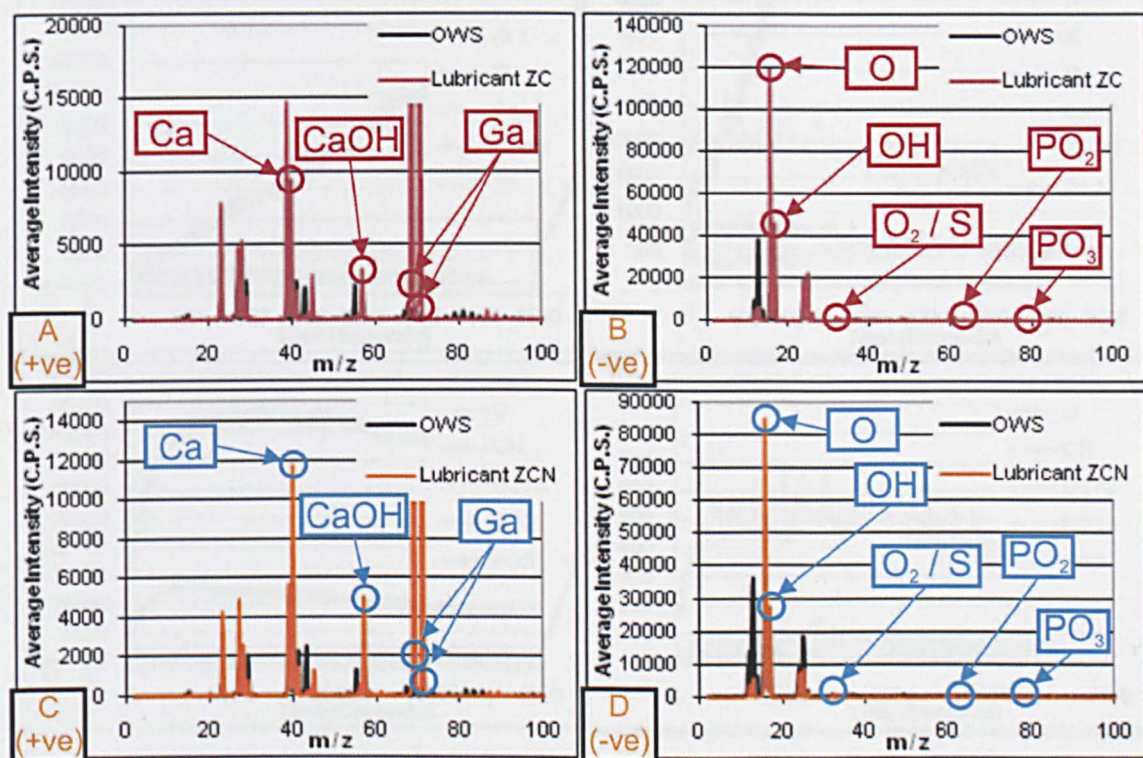 20000
15000
10000
5000
0
Average Intensity (C.P.S.)
OWS
Lubricant ZC
Ca
CaOH
Ga
0 20 40 60 80 100
m/z
A
(+ve)
140000
120000
100000
80000
60000
40000
20000
0
Average Intensity (C.P.S.)
OWS
Lubricant ZC
O
OH
PO2
O2 / S
PO3
0 20 40 60 80 100
m/z
B
(-ve)
14000
12000
10000
8000
6000
4000
2000
0
Average Intensity (C.P.S.)
OWS
Lubricant ZCN
Ca
CaOH
Ga
0 20 40 60 80 100
m/z
C
(+ve)
90000
80000
70000
60000
50000
40000
30000
20000
10000
0
Average Intensity (C.P.S.)
OWS
Lubricant ZCN
O
OH
O2 / S
PO2
PO3
0 20 40 60 80 100
m/z
D
(-ve)